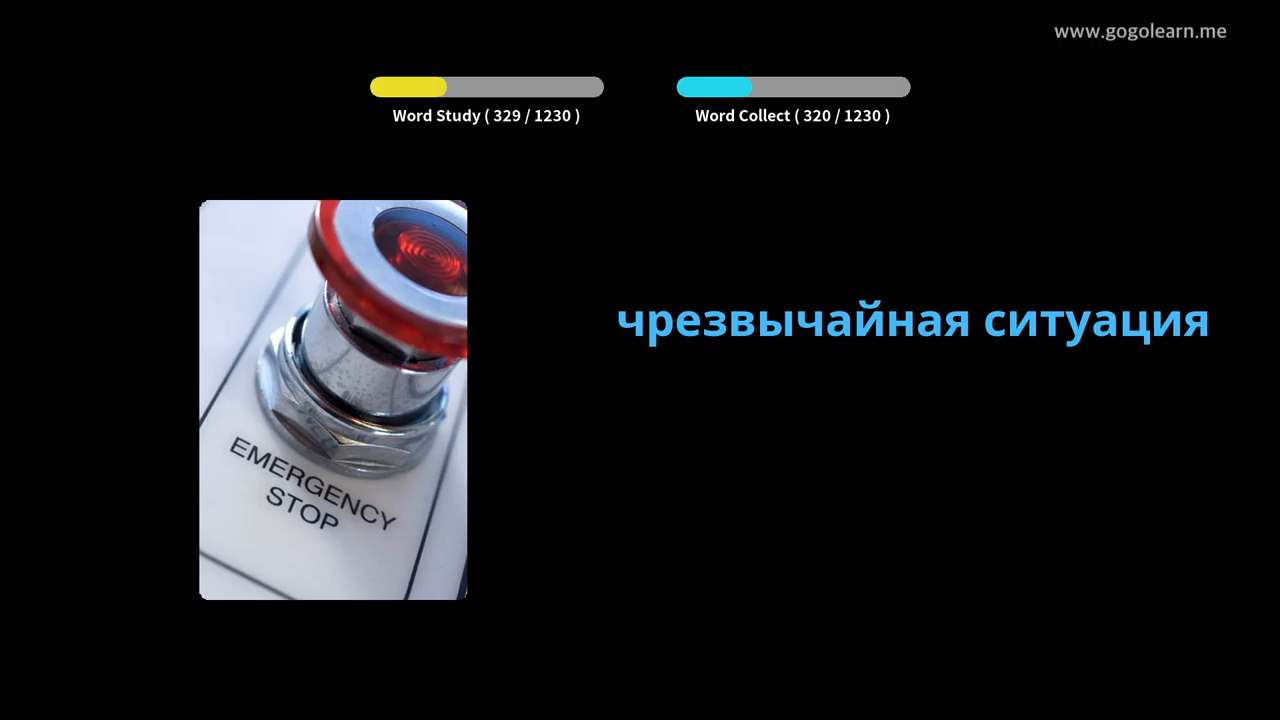 www.gogolearn.me
Word Study ( 329 / 1230 )
Word Collect ( 320 / 1230 )
чрезвычайная ситуация
EMERGENCY
STOP